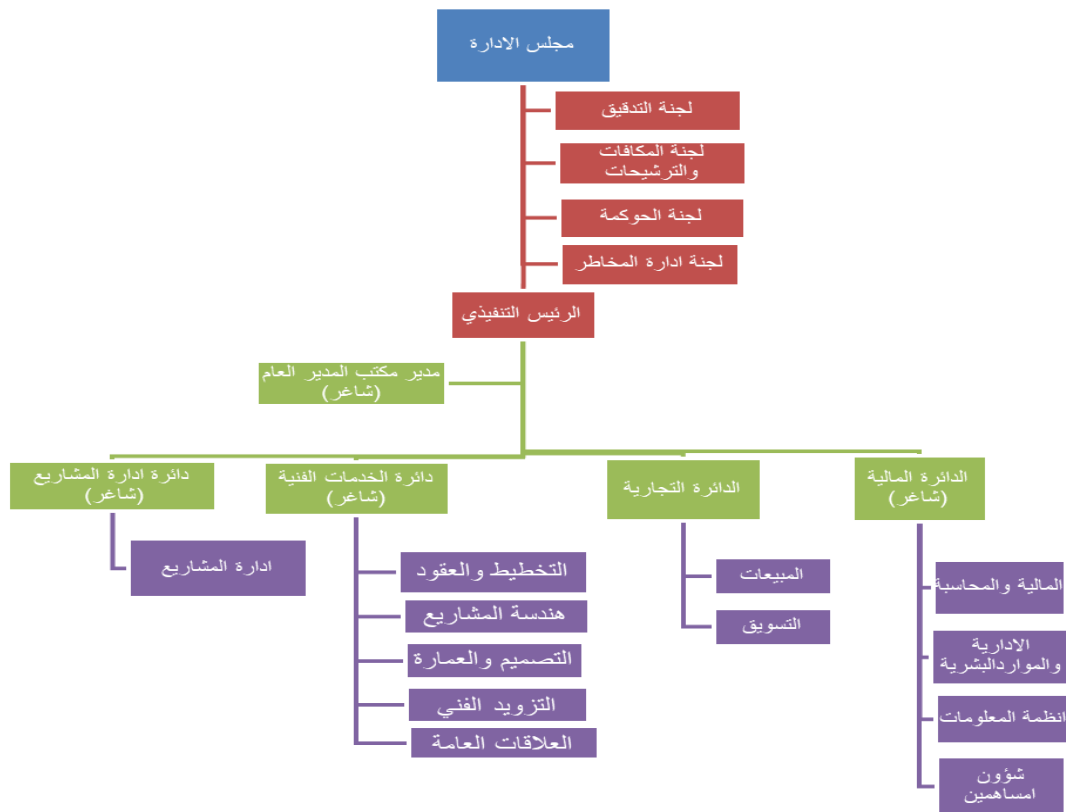 مجلس الادارة
لجنة التدقيق
لجنة المكافات
والترشيحات
لجنة الحوكمة
لجنة ادارة المخاطر
الرئيس التنفيذي
مدير مكتب المدير العام
(شاغر)
الدائرة المالية
(شاغر)
المالية والمحاسبة
الادارية
والمواردالبشرية
انظمة المعلومات
شؤون
امساهمين
الدائرة التجارية
المبيعات
التسويق
دائرة الخدمات الفنية
(شاغر)
التخطيط والعقود
هندسة المشاريع
التصميم والعمارة
التزويد الفني
العلاقات العامة
دائرة ادارة المشاريع
(شاغر)
ادارة المشاريع